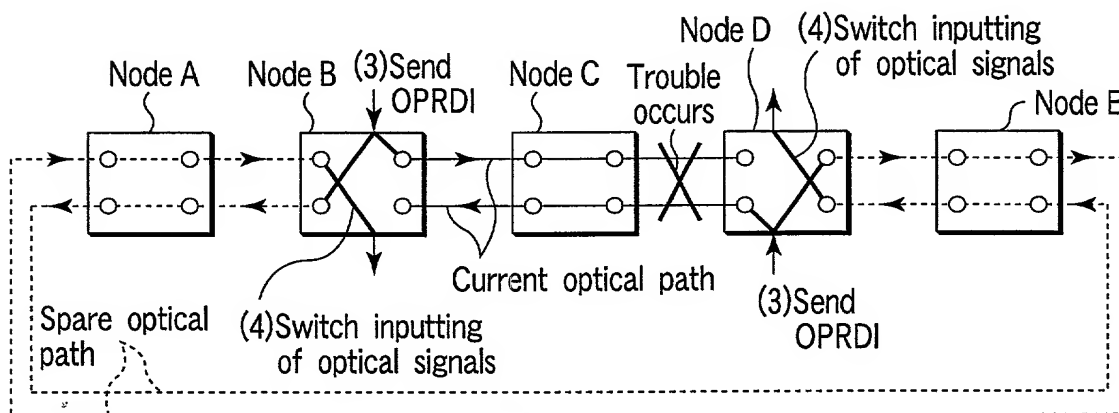 Node A
Node B
(3)Send
OPRDI
Node C
Trouble
occurs
Node D
(4)Switch inputting
of optical signals
Node E
Current optical path
(3)Send
OPRDI
Spare optical
path
(4)Switch inputting
of optical signals